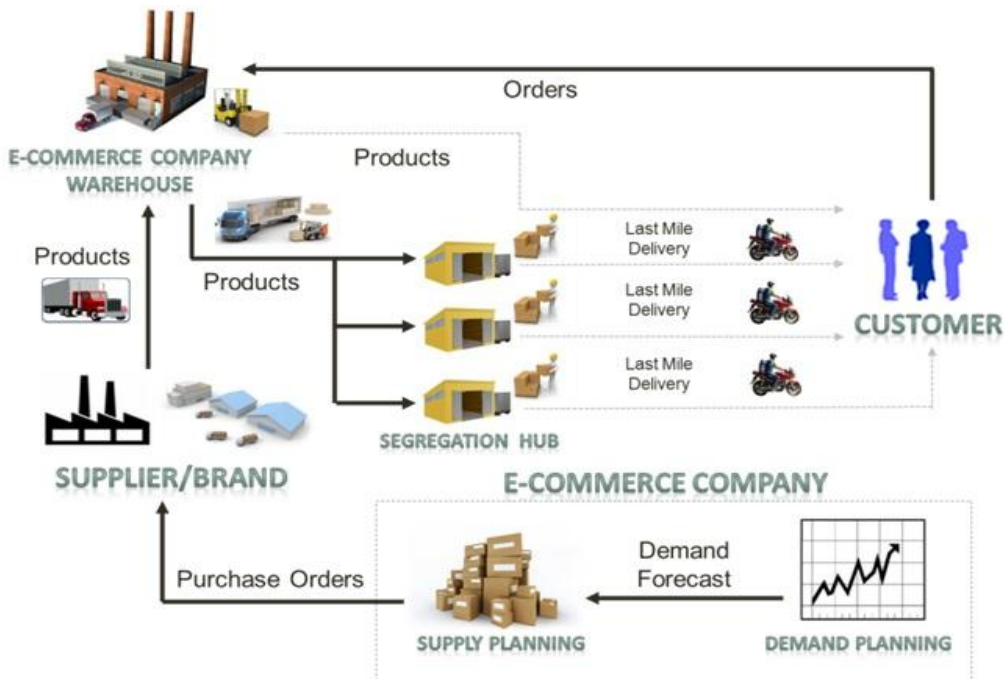 Orders
E-COMMERCE COMPANY
WAREHOUSE
Products
Products
Products
Last Mile
Delivery
Last Mile
Delivery
Last Mile
Delivery
CUSTOMER
SEGREGATION HUB
SUPPLIER/BRAND
E-COMMERCE COMPANY
Purchase Orders
Demand
Forecast
SUPPLY PLANNING
DEMAND PLANNING